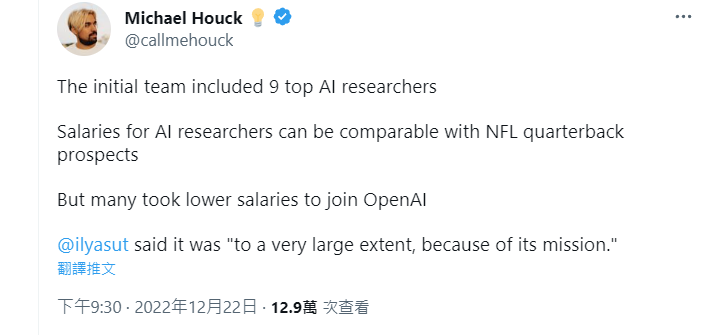 Michael Houck 💡
@callmehouck
The initial team included 9 top AI researchers
Salaries for AI researchers can be comparable with NFL quarterback
prospects
But many took lower salaries to join OpenAI
@ilyasut said it was "to a very large extent, because of its mission."
翻譯推文
下午9:30 · 2022年12月22日 · 12.9萬 次查看